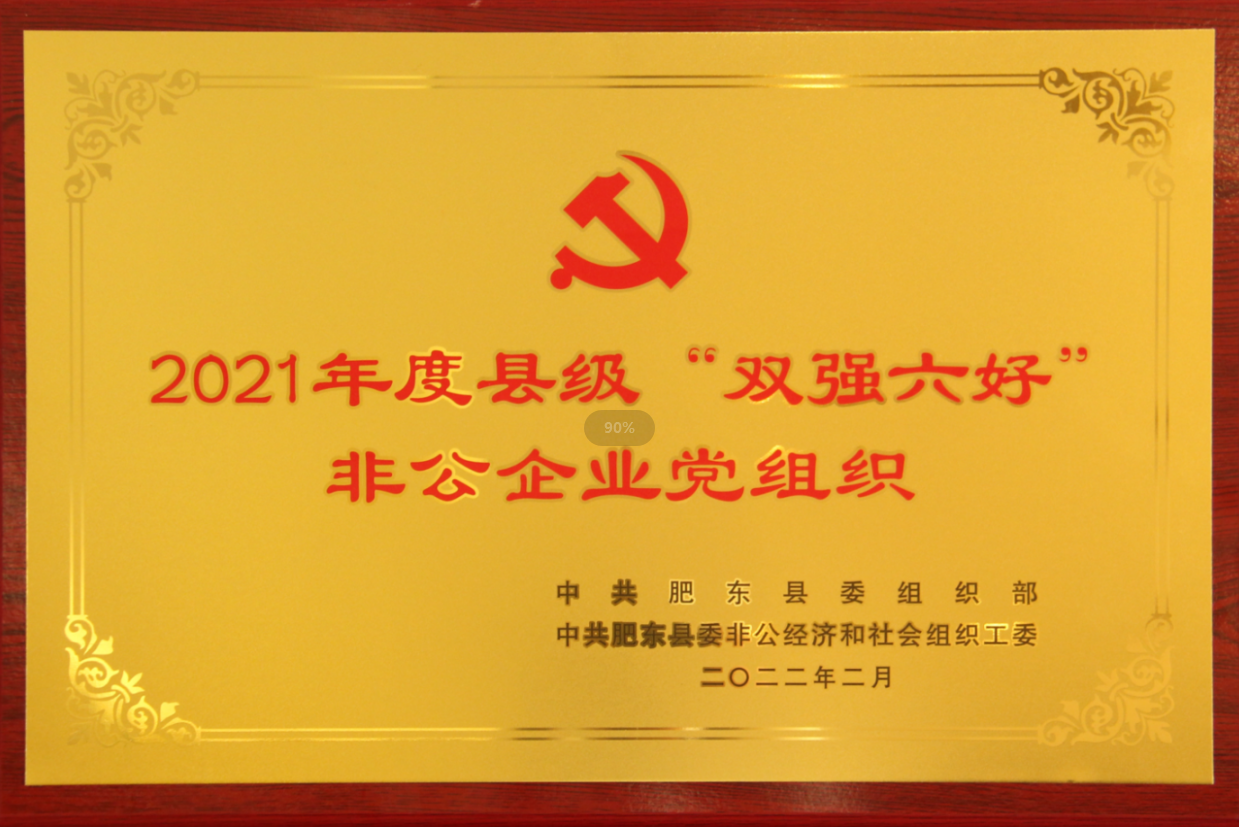 2021年度县级“双强六好”
90%
非公企业党组织
中共肥东县委组织部
中共肥东县委非公经济和社会组织工委
二〇二二年二月